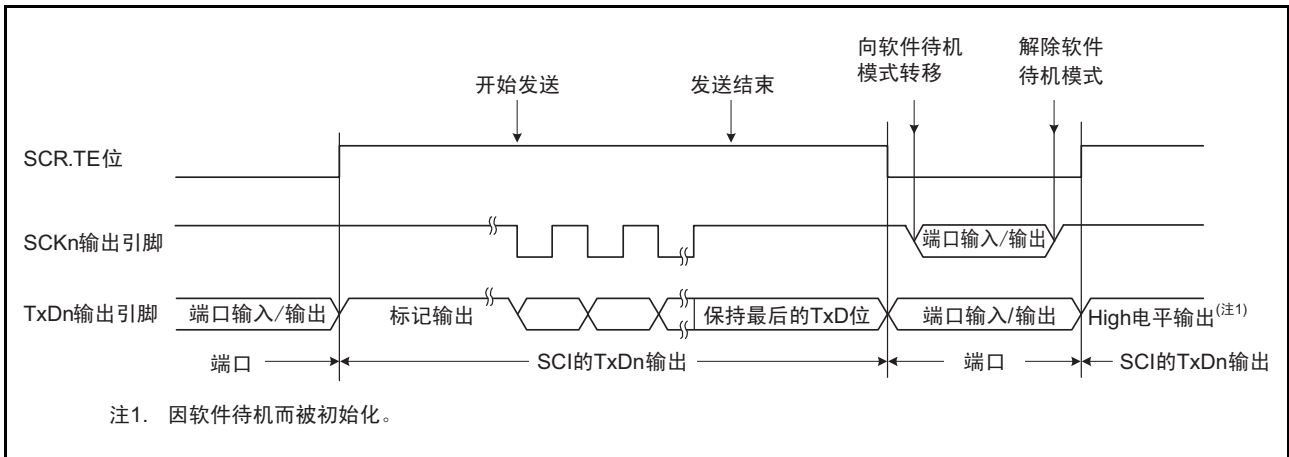 向软件待机
模式转移
解除软件
待机模式
开始发送
发送结束
SCR.TE位
SCKn输出引脚
端口输入/输出
TxDn输出引脚
端口输入/输出
标记输出
保持最后的TxD位
端口输入/输出
High电平输出(注1)
端口
SCI的TxDn输出
端口
SCI的TxDn输出
注1. 因软件待机而被初始化。